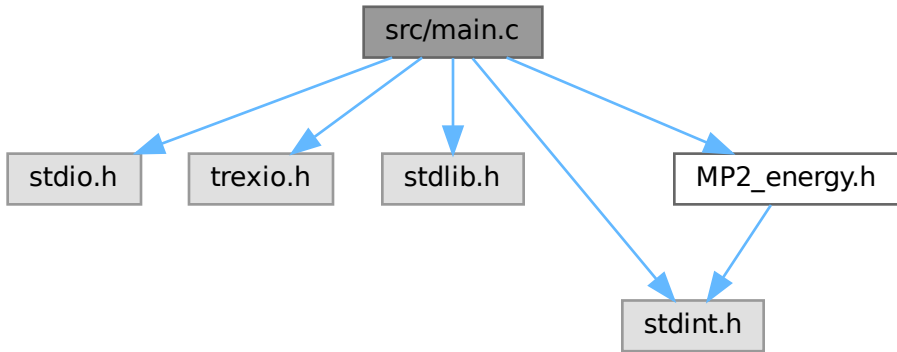 src/main.c
stdio.h
trexio.h
stdlib.h
MP2_energy.h
stdint.h